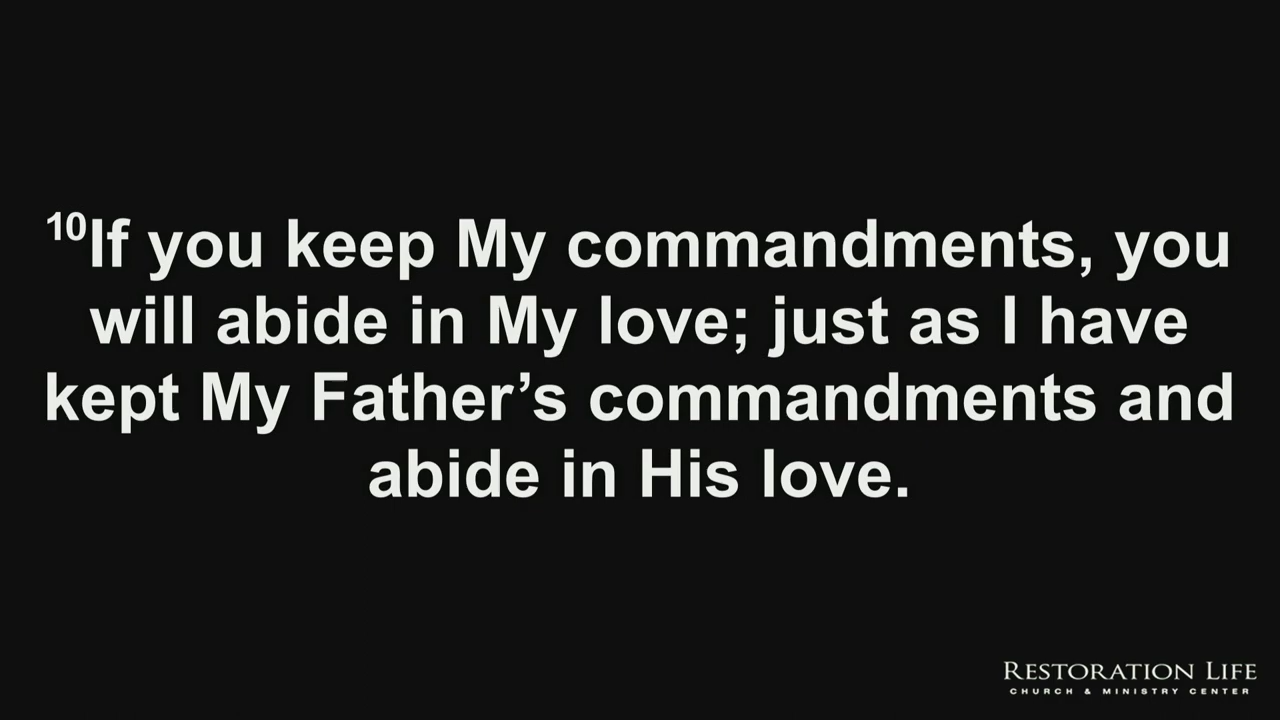 10If you keep My commandments, you
will abide in My love; just as I have
kept My Father’s commandments and
abide in His love.
RESTORATION LIFE
CHURCH & MINISTRY CENTER